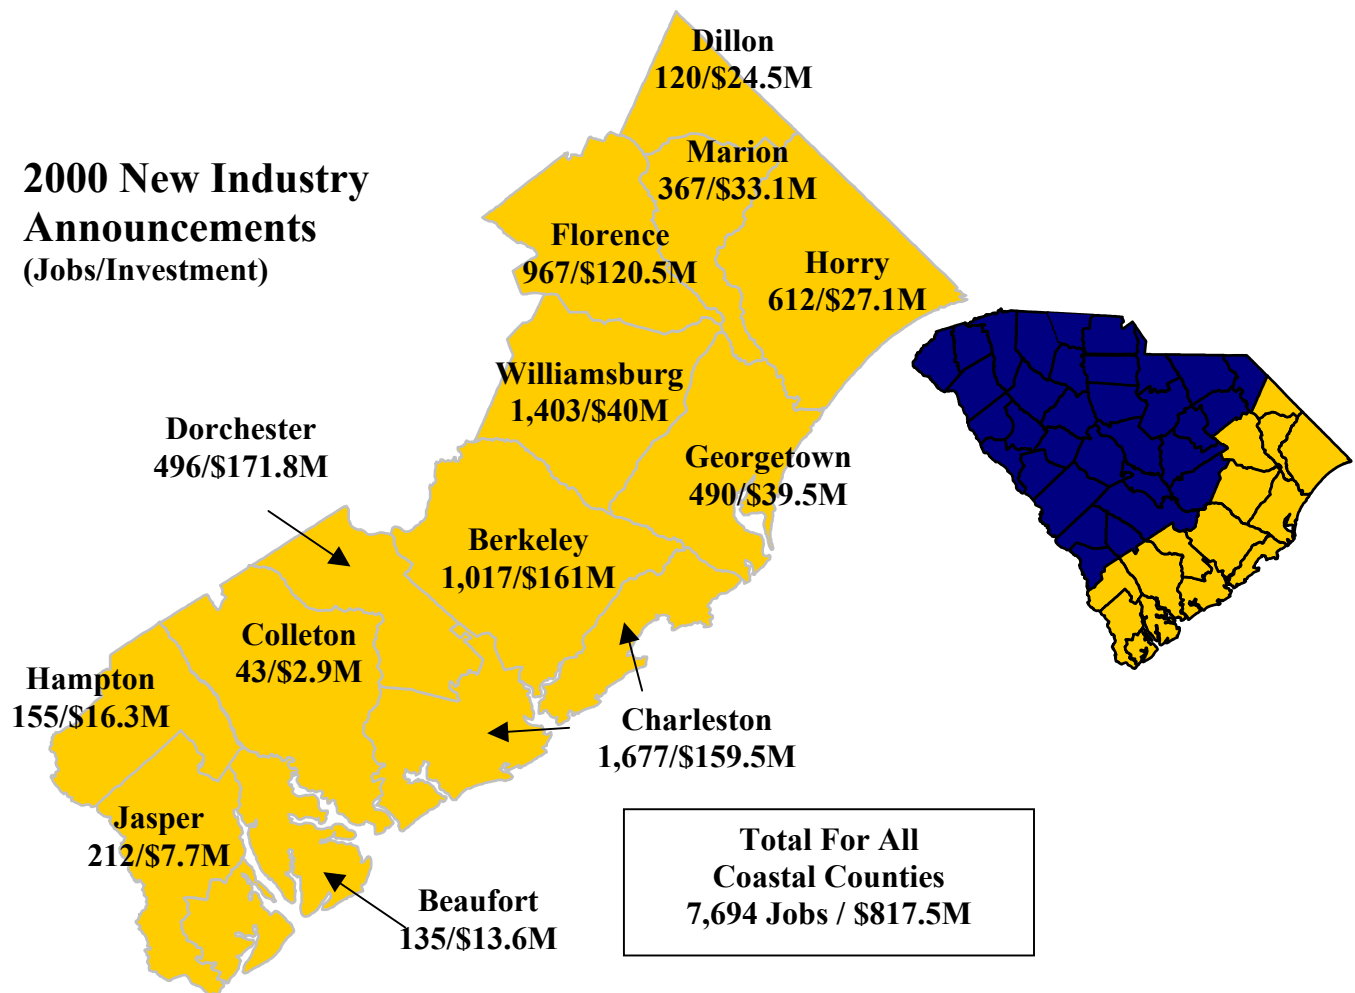 Dillon
120/$24.5M
2000 New Industry
Announcements
(Jobs/Investment)
Marion
367/$33.1M
Florence
967/$120.5M
Horry
612/$27.1M
Williamsburg
1,403/$40M
Dorchester
496/$171.8M
Georgetown
490/$39.5M
Berkeley
1,017/$161M
Colleton
43/$2.9M
Hampton
155/$16.3M
Charleston
1,677/$159.5M
Jasper
212/$7.7M
Beaufort
135/$13.6M
Total For All
Coastal Counties
7,694 Jobs / $817.5M